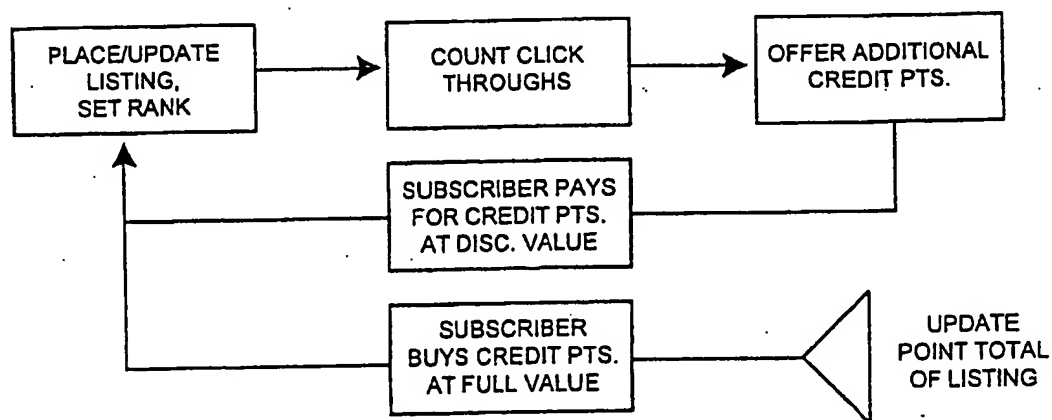 PLACE/UPDATE
LISTING,
SET RANK
COUNT CLICK
THROUGHS
OFFER ADDITIONAL
CREDIT PTS.
SUBSCRIBER PAYS
FOR CREDIT PTS.
AT DISC. VALUE
SUBSCRIBER
BUYS CREDIT PTS.
AT FULL VALUE
UPDATE
POINT TOTAL
OF LISTING